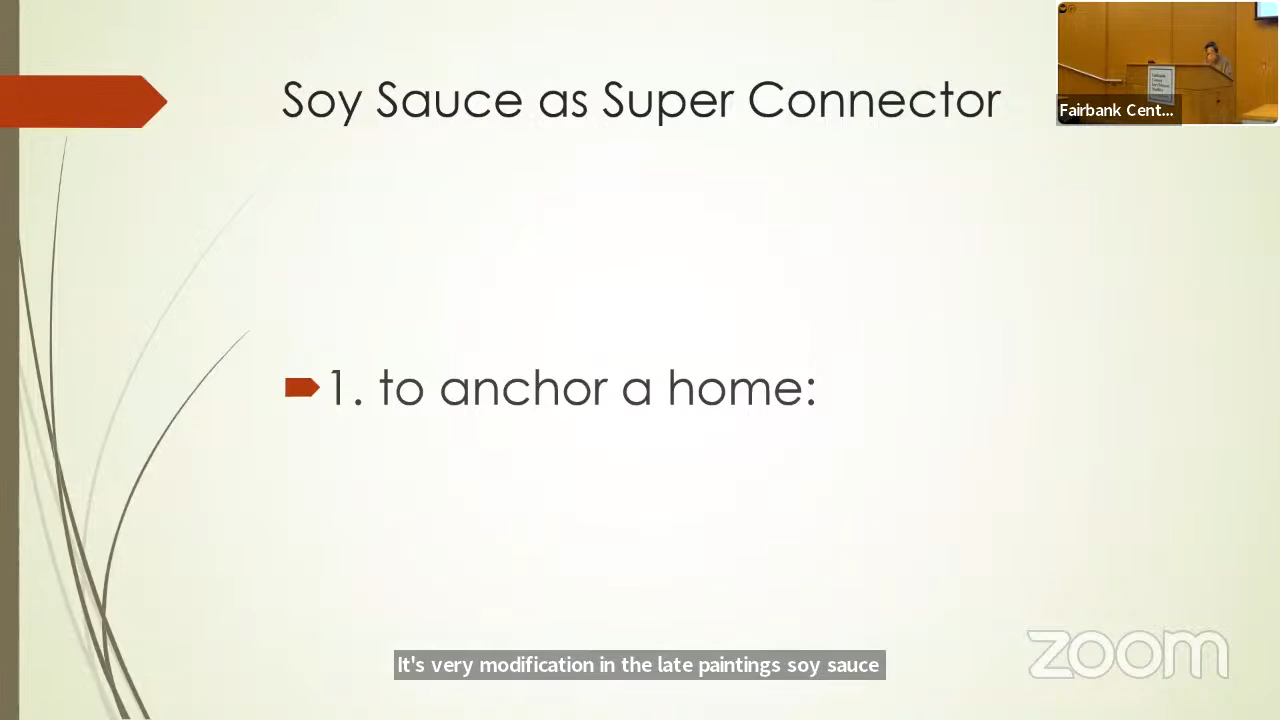 Soy Sauce as Super Connector
Fairbank Cent...
1. to anchor a home:
It's very modification in the late paintings soy sauce
zoom